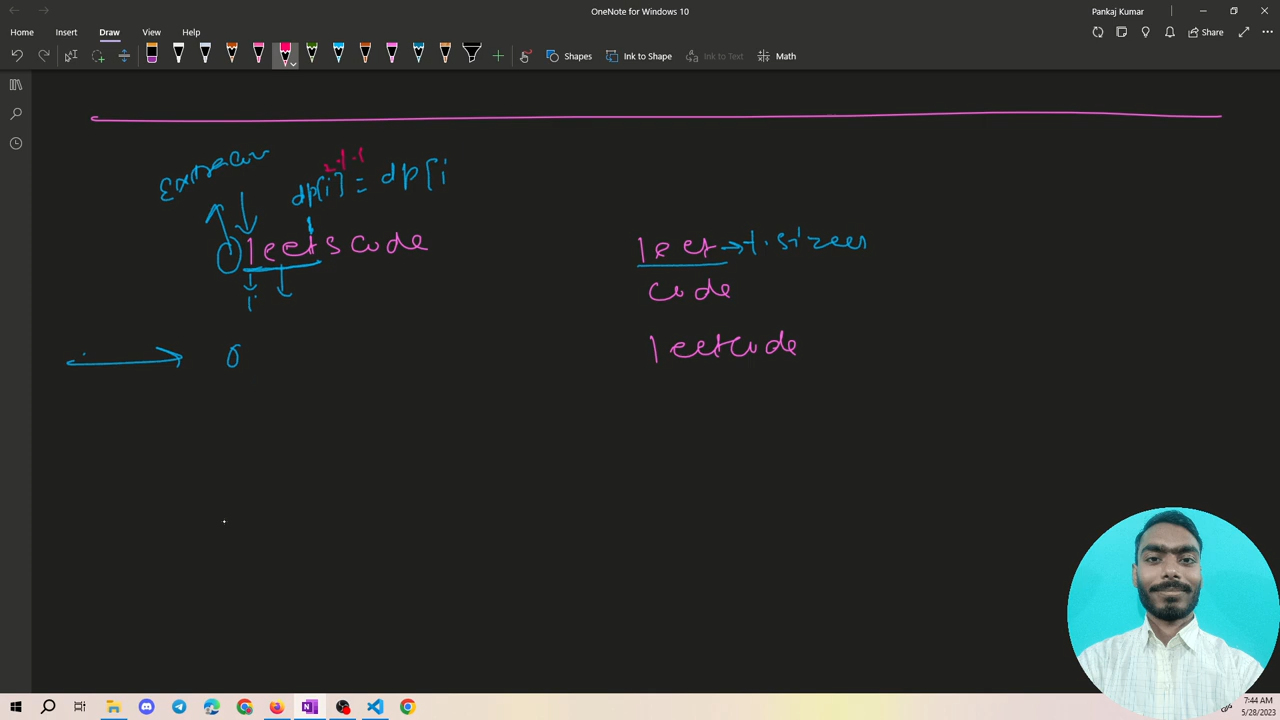 OneNote for Windows 10
Pankaj Kumar
Home Insert Draw View Help
Share
Shapes Ink to Shape Ink to Text Math
dp[i] = dp[i
leetscode
i
0
leet
code
leetcode
7:44 AM
5/28/2023